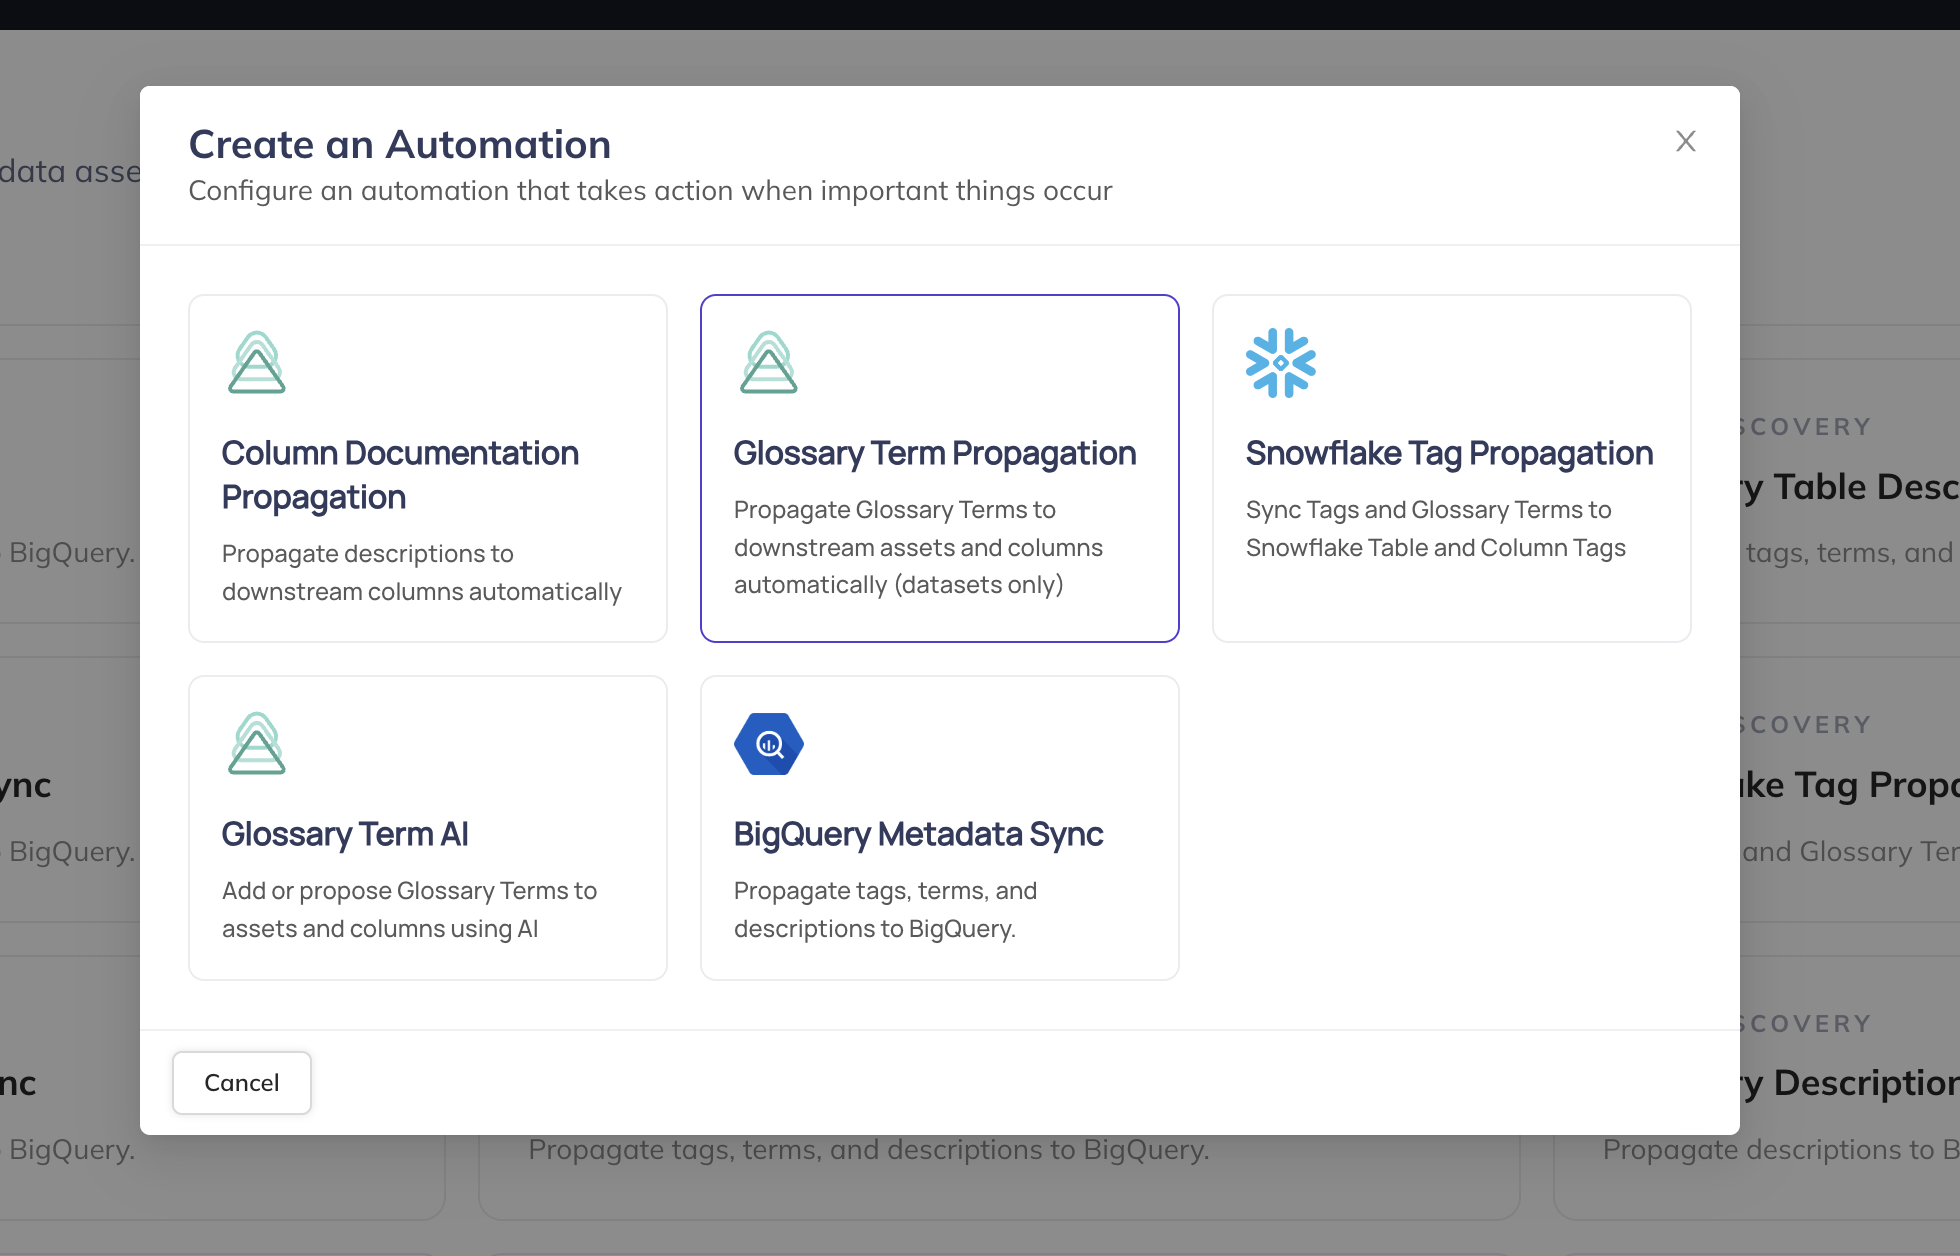 Create an Automation
Configure an automation that takes action when important things occur
data asse
Column Documentation
Propagation
Propagate descriptions to
downstream columns automatically
Glossary Term Propagation
Propagate Glossary Terms to
downstream assets and columns
automatically (datasets only)
Snowflake Tag Propagation
Sync Tags and Glossary Terms to
Snowflake Table and Column Tags
Glossary Term AI
Add or propose Glossary Terms to
assets and columns using AI
BigQuery Metadata Sync
Propagate tags, terms, and
descriptions to BigQuery.
Cancel
BigQuery.
ync
BigQuery.
nc
BigQuery.
Propagate tags, terms, and descriptions to BigQuery.
SCOVERY
ry Table Desc
tags, terms, and
SCOVERY
ake Tag Propa
and Glossary Ter
SCOVERY
ry Description
Propagate descriptions to B